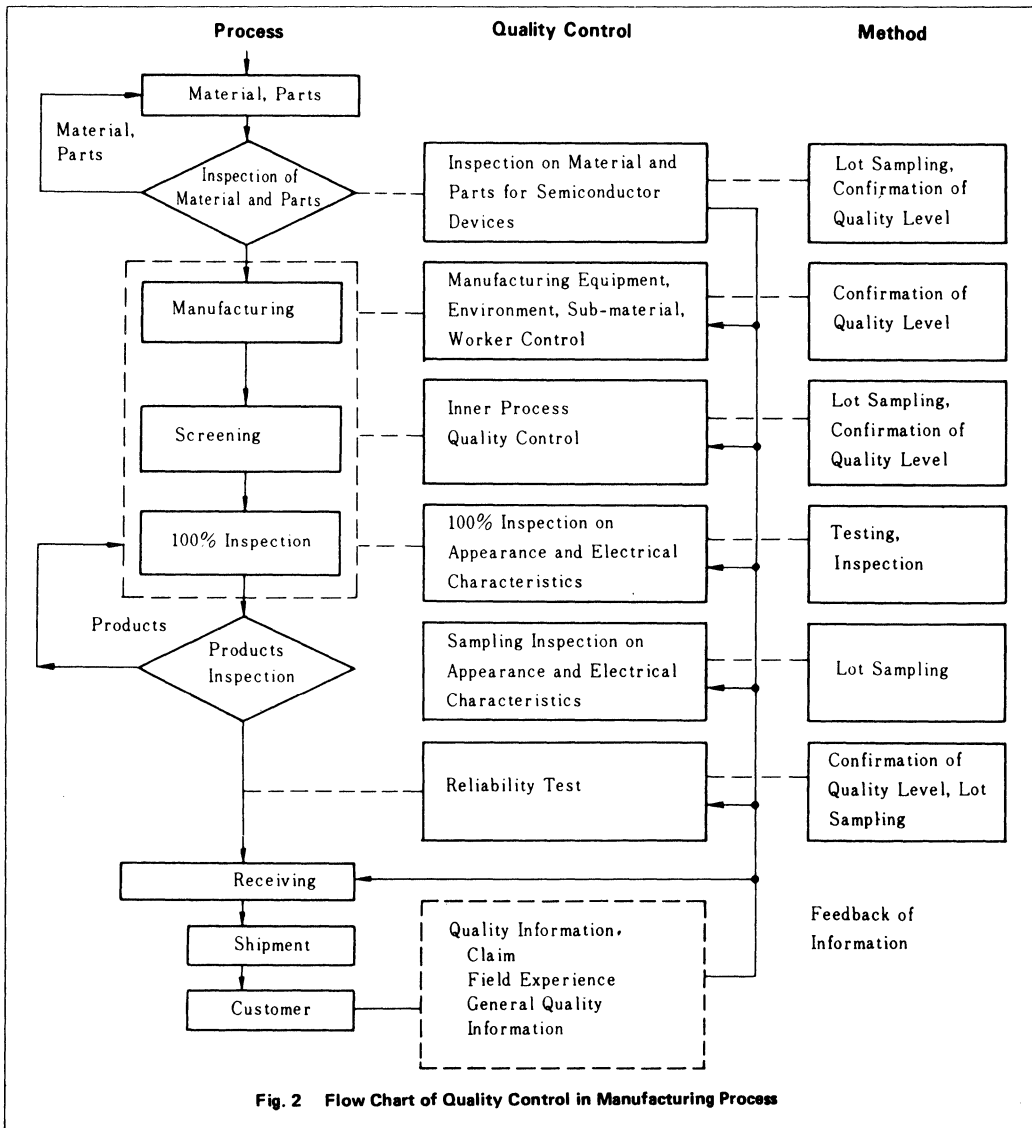 Process
Quality Control
Method
Material, Parts
Material,
Parts
Inspection of
Material and Parts
Inspection on Material and
Parts for Semiconductor
Devices
Lot Sampling,
Confirmation of
Quality Level
Manufacturing
Manufacturing Equipment,
Environment, Sub-material,
Worker Control
Confirmation of
Quality Level
Screening
Inner Process
Quality Control
Lot Sampling,
Confirmation of
Quality Level
100% Inspection
100% Inspection on
Appearance and Electrical
Characteristics
Testing,
Inspection
Products
Products
Inspection
Sampling Inspection on
Appearance and Electrical
Characteristics
Lot Sampling
Reliability Test
Confirmation of
Quality Level, Lot
Sampling
Receiving
Shipment
Customer
Quality Information,
Claim
Field Experience
General Quality
Information
Feedback of
Information
Fig. 2 Flow Chart of Quality Control in Manufacturing Process